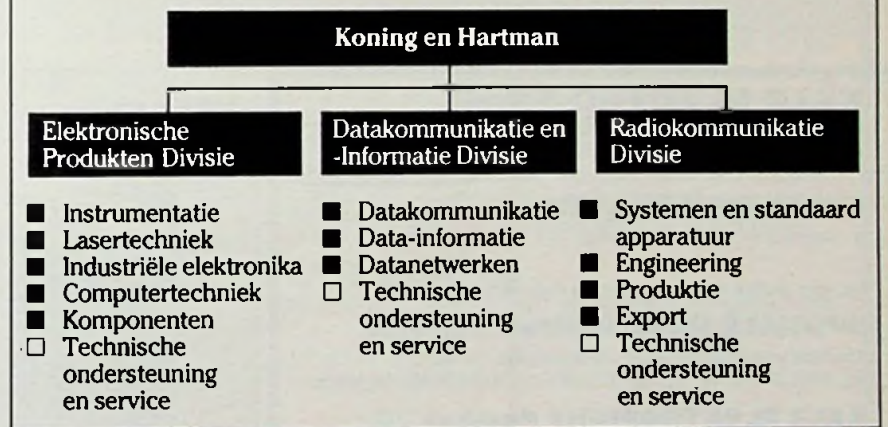 Koning en Hartman
Elektronische
Produkten Divisie
■ Instrumentatie
■ Lasertechniek
■ Industriële elektronika
■ Computertechniek
■ Komponenten
□ Technische
ondersteuning
en service
Datakommunikatie en
-Informatie Divisie
■ Datakommunikatie
■ Data-informatie
■ Datanetwerken
□ Technische
ondersteuning
en service
Radiokommunikatie
Divisie
■ Systemen en standaard
apparatuur
■ Engineering
■ Produktie
■ Export
□ Technische
ondersteuning
en service